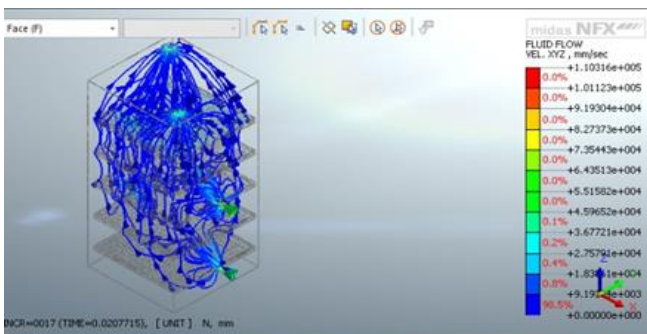 Face (F)
midas NFX
FLUID FLOW
VEL. XYZ , mm/sec
+1.10316e+005
0.0%
+1.01123e+005
0.0%
+9.19304e+004
0.0%
+8.27373e+004
0.0%
+7.35443e+004
0.0%
+6.43513e+004
0.0%
+5.51582e+004
0.0%
+4.59652e+004
0.1%
+3.67721e+004
0.2%
+2.75791e+004
0.4%
0.8%
+0.00000e+000
INCR=0017 (TIME=0.0207715), [ UNIT ] N, mm